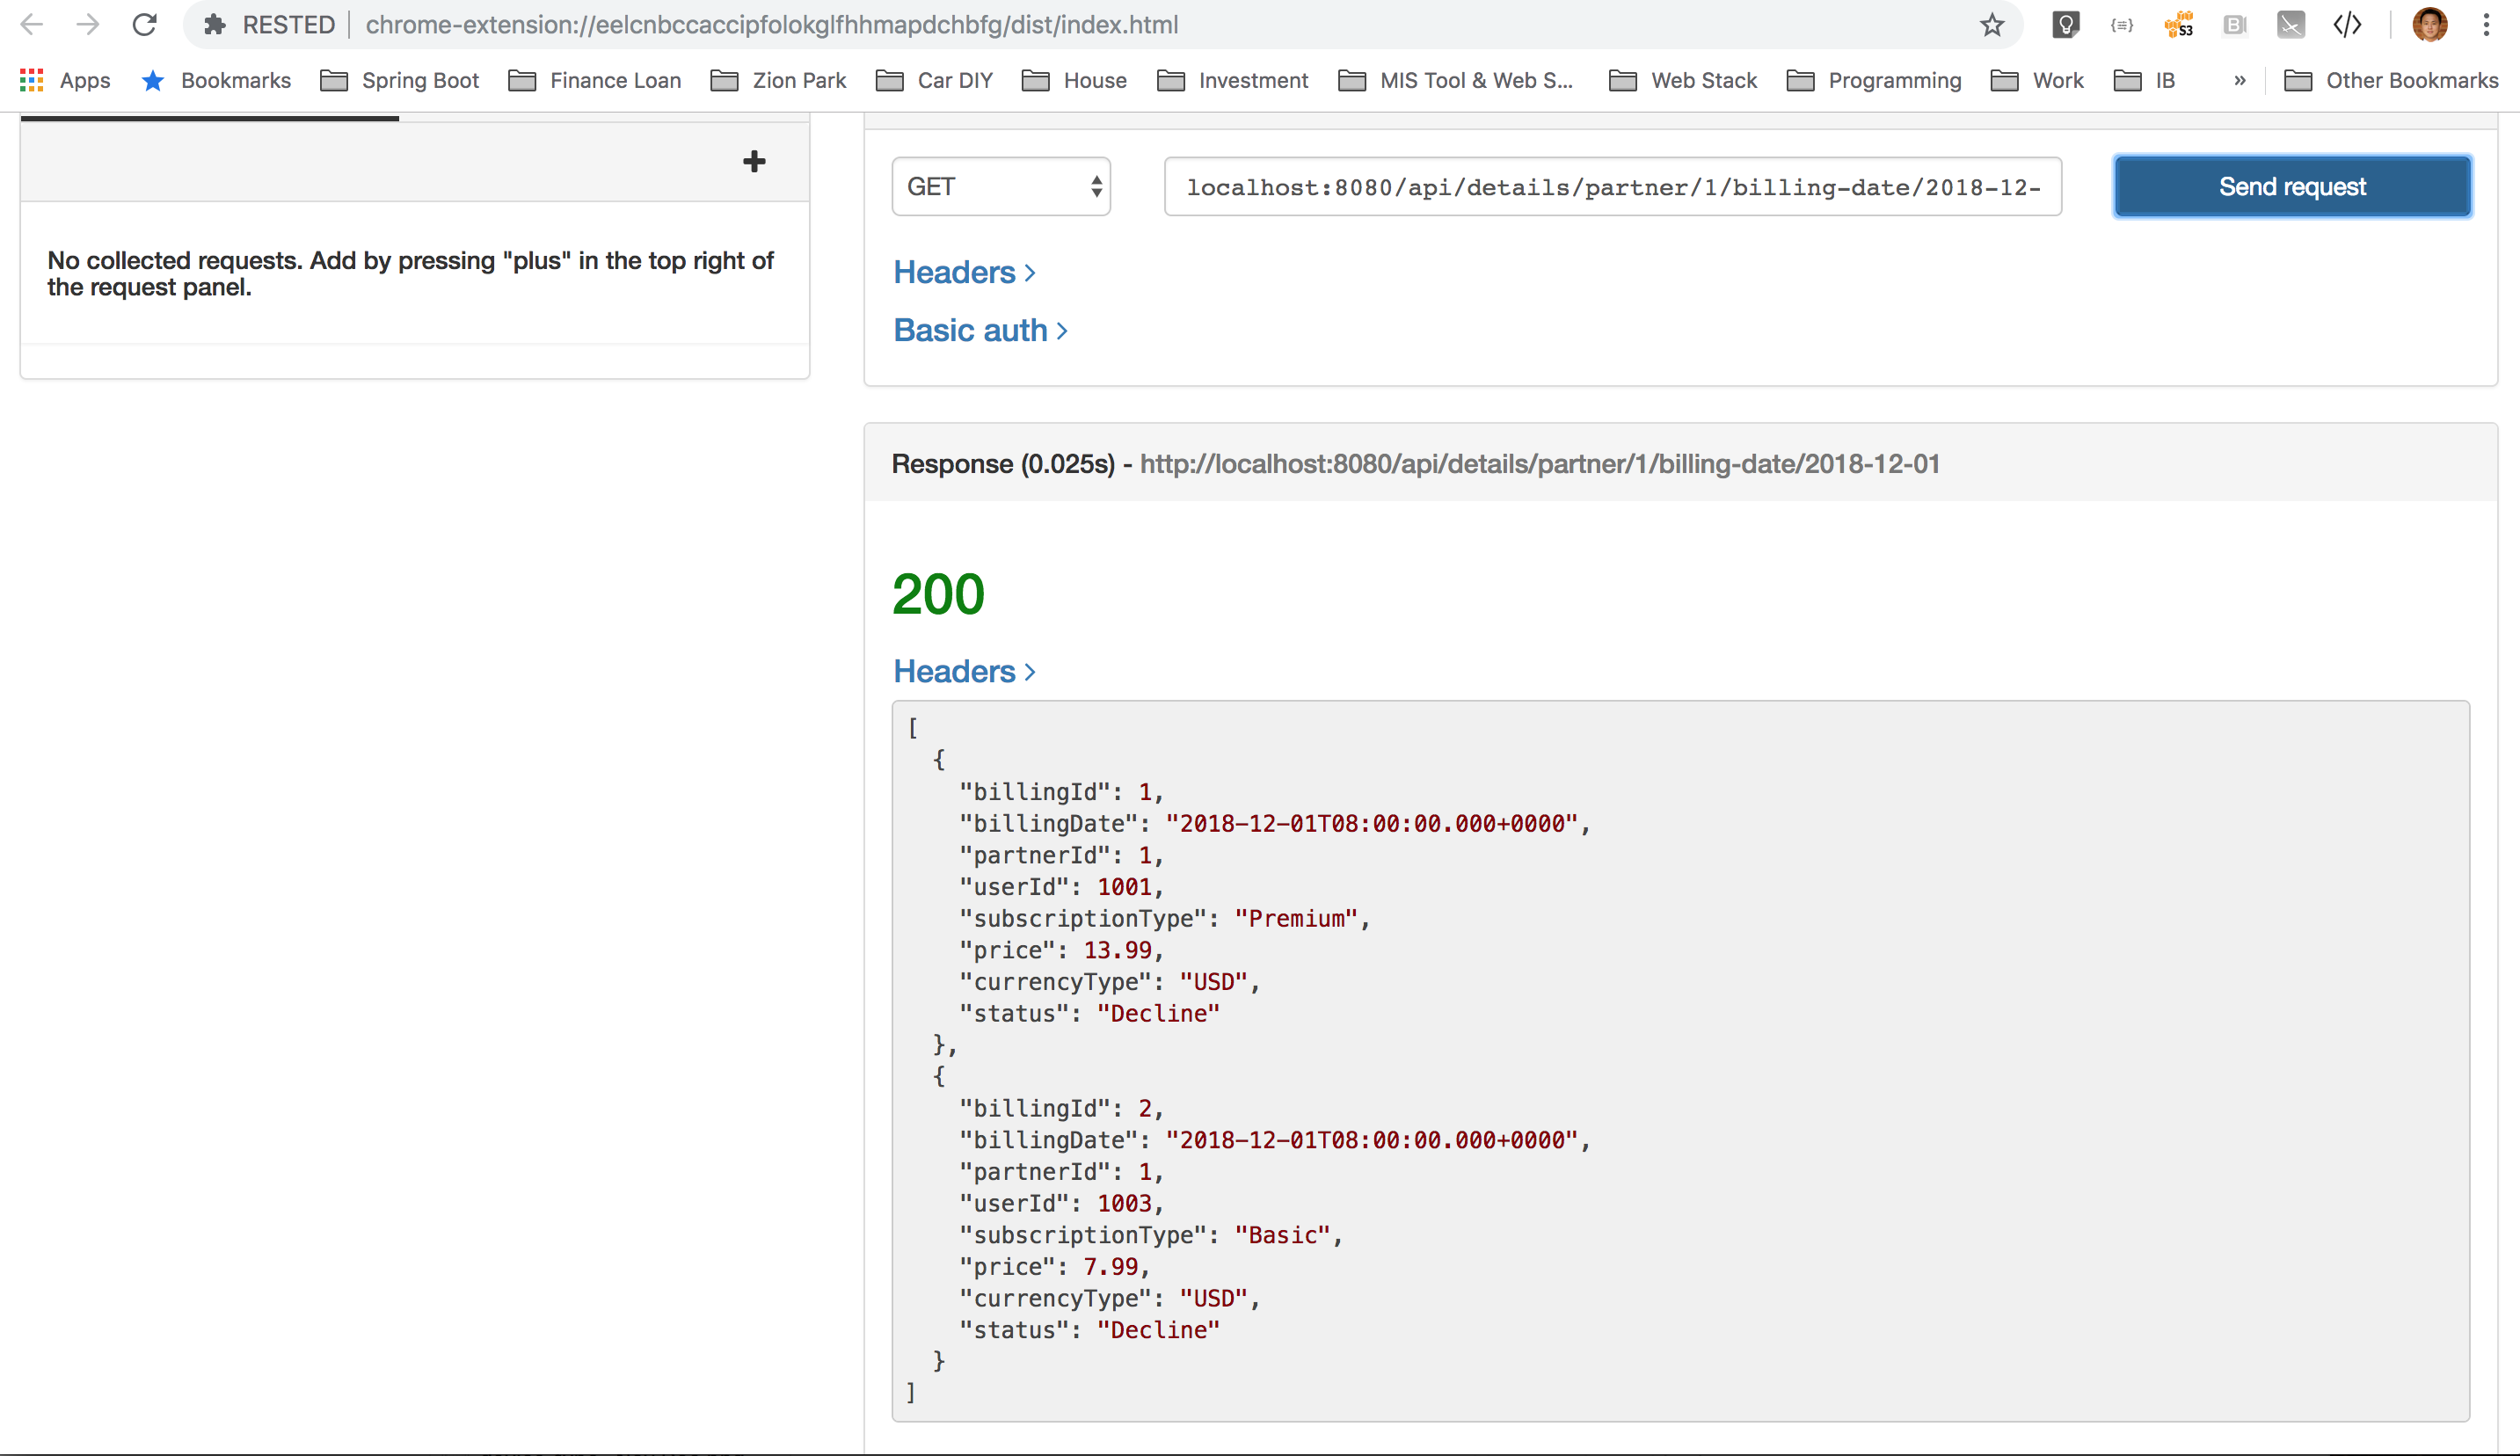 RESTED chrome-extension://eelcnbccaccipfolokglfhhmapdchbfg/dist/index.html S3 B
Apps Bookmarks Spring Boot Finance Loan Zion Park Car DIY House Investment MIS Tool & Web S... Web Stack Programming Work IB » Other Bookmarks
No collected requests. Add by pressing "plus" in the top right of
the request panel.
GET localhost:8080/api/details/partner/1/billing-date/2018-12- Send request
Headers
Basic auth
Response (0.025s) - http://localhost:8080/api/details/partner/1/billing-date/2018-12-01
200
Headers
[
{
"billingId": 1,
"billingDate": "2018-12-01T08:00:00.000+0000",
"partnerId": 1,
"userId": 1001,
"subscriptionType": "Premium",
"price": 13.99,
"currencyType": "USD",
"status": "Decline"
},
{
"billingId": 2,
"billingDate": "2018-12-01T08:00:00.000+0000",
"partnerId": 1,
"userId": 1003,
"subscriptionType": "Basic",
"price": 7.99,
"currencyType": "USD",
"status": "Decline"
}
]